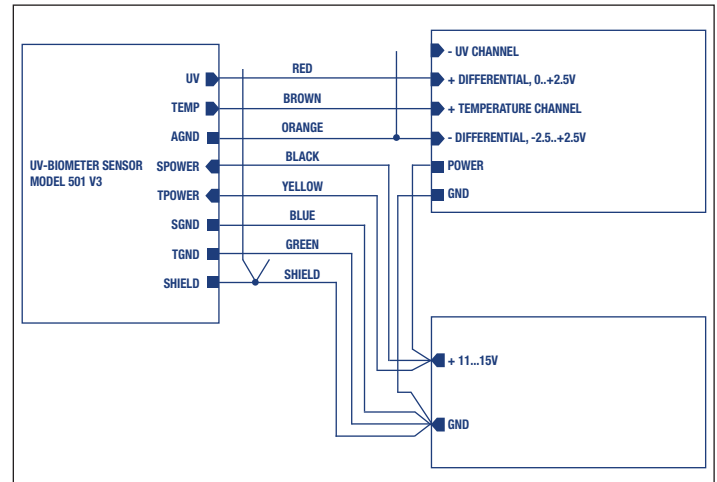 UV-BIOMETER SENSOR
MODEL 501 V3
UV
TEMP
AGND
SPOWER
TPOWER
SGND
TGND
SHIELD
RED
BROWN
ORANGE
BLACK
YELLOW
BLUE
GREEN
SHIELD
- UV CHANNEL
+ DIFFERENTIAL, 0..+2.5V
+ TEMPERATURE CHANNEL
- DIFFERENTIAL, -2.5..+2.5V
POWER
GND
+ 11...15V
GND